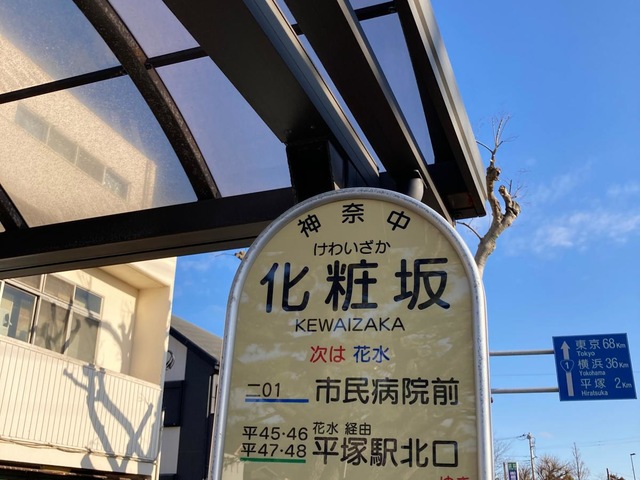 神奈中
けわいざか
化粧坂
KEWAIZAKA
次は 花水
二01 市民病院前
平45・46
平47・48
花水 経由
平塚駅北口
東京 68Km
Tokyo
横浜 36Km
Yokohama
平塚 2Km
Hiratsuka
1